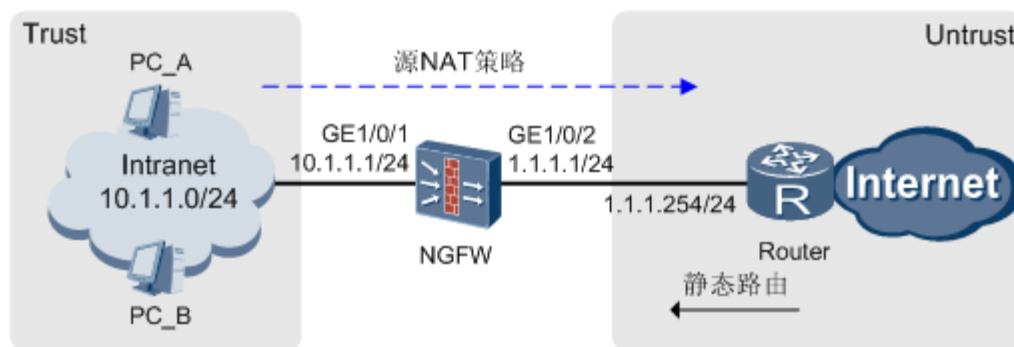 Trust
Untrust
PC_A
源NAT策略
GE1/0/1
10.1.1.1/24
GE1/0/2
1.1.1.1/24
Intranet
10.1.1.0/24
1.1.1.254/24
R
Internet
NGFW
Router
PC_B
静态路由